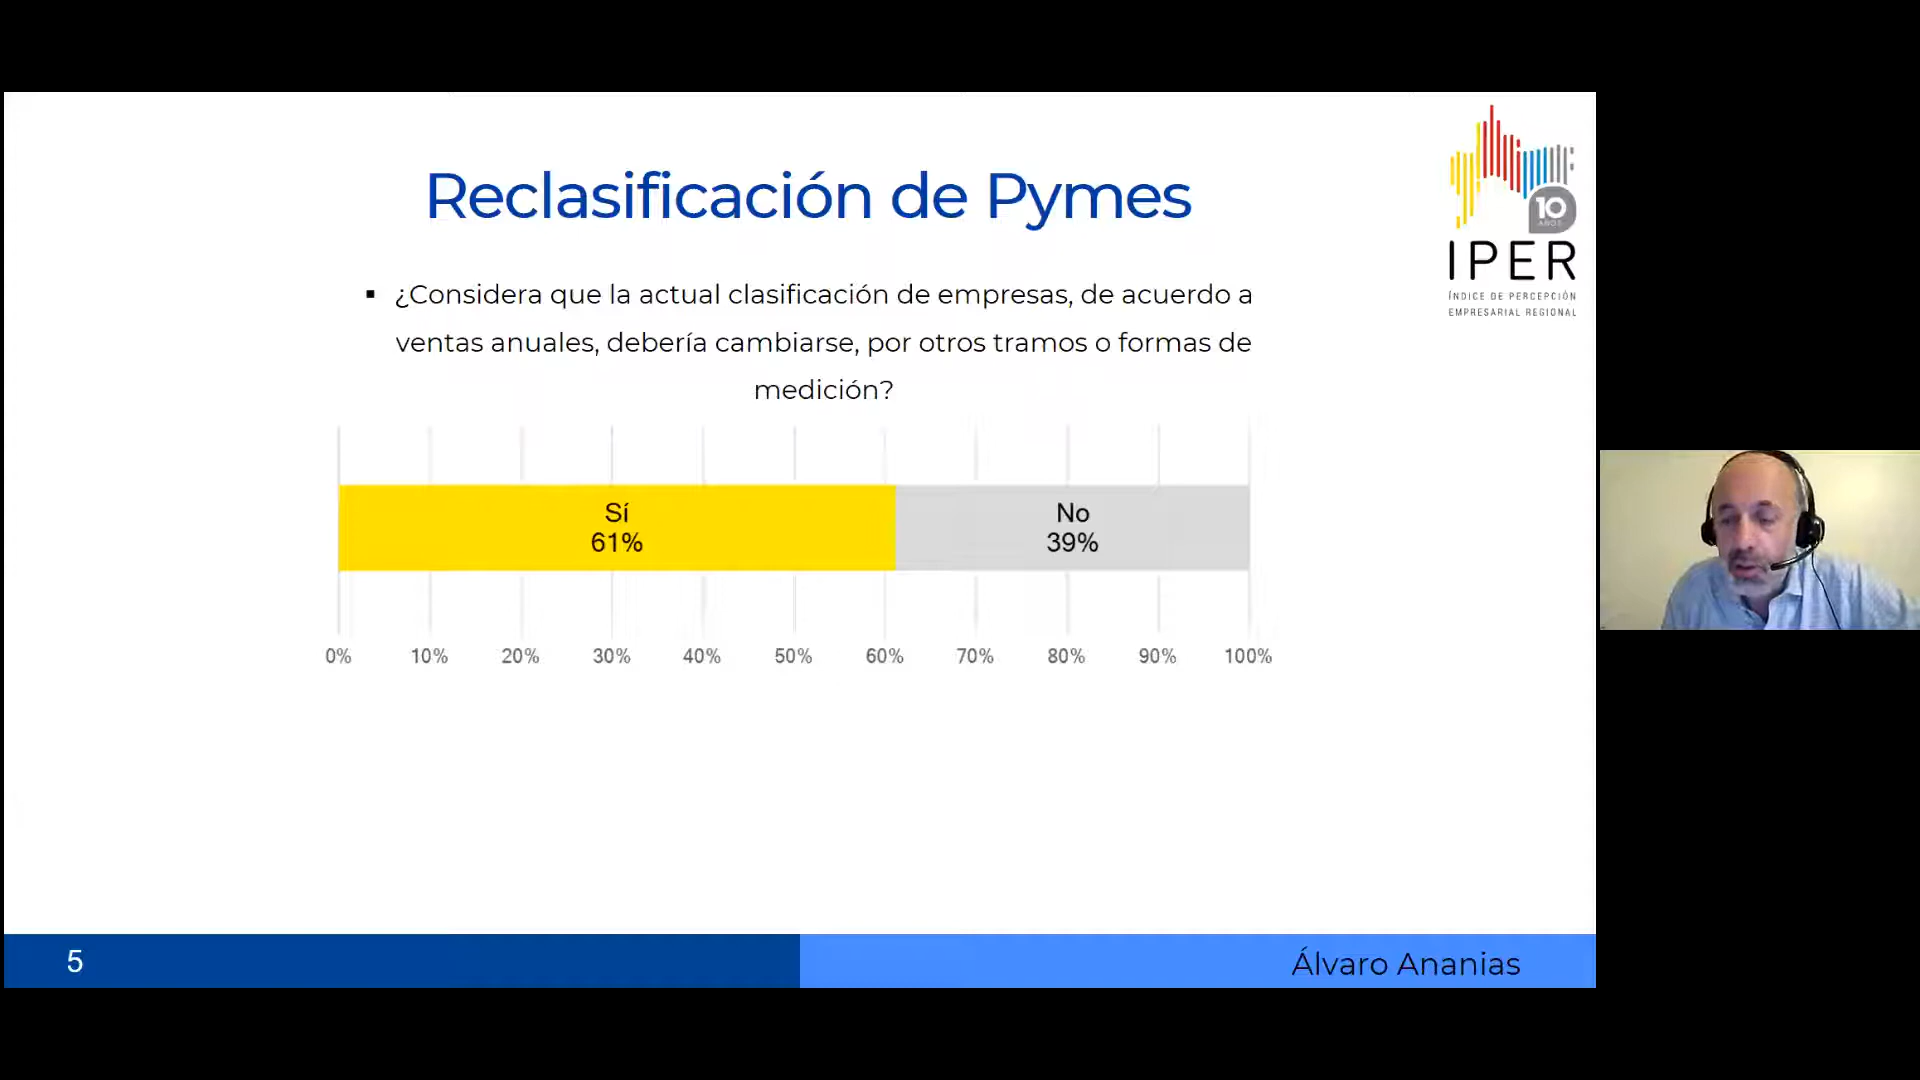 Reclasificación de Pymes
▪ ¿Considera que la actual clasificación de empresas, de acuerdo a
ventas anuales, debería cambiarse, por otros tramos o formas de
medición?
Sí
61%
No
39%
0% 10% 20% 30% 40% 50% 60% 70% 80% 90% 100%
10
AÑOS
IPER
ÍNDICE DE PERCEPCIÓN
EMPRESARIAL REGIONAL
5
Álvaro Ananias